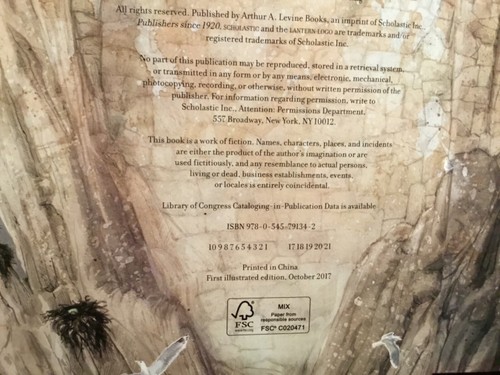 All rights reserved. Published by Arthur A. Levine Books, an imprint of Scholastic Inc.,
Publishers since 1920. SCHOLASTIC and the LANTERN LOGO are trademarks and/or
registered trademarks of Scholastic Inc.
No part of this publication may be reproduced, stored in a retrieval system,
or transmitted in any form or by any means, electronic, mechanical,
photocopying, recording, or otherwise, without written permission of the
publisher. For information regarding permission, write to
Scholastic Inc., Attention: Permissions Department,
557 Broadway, New York, NY 10012.
This book is a work of fiction. Names, characters, places, and incidents
are either the product of the author's imagination or are
used fictitiously, and any resemblance to actual persons,
living or dead, business establishments, events,
or locales is entirely coincidental.
Library of Congress Cataloging-in-Publication Data is available
ISBN 978-0-545-79134-2
10 9 8 7 6 5 4 3 2 1 17 18 19 20 21
Printed in China
First illustrated edition, October 2017
FSC
MIX
Paper from
responsible sources
FSC® C020471